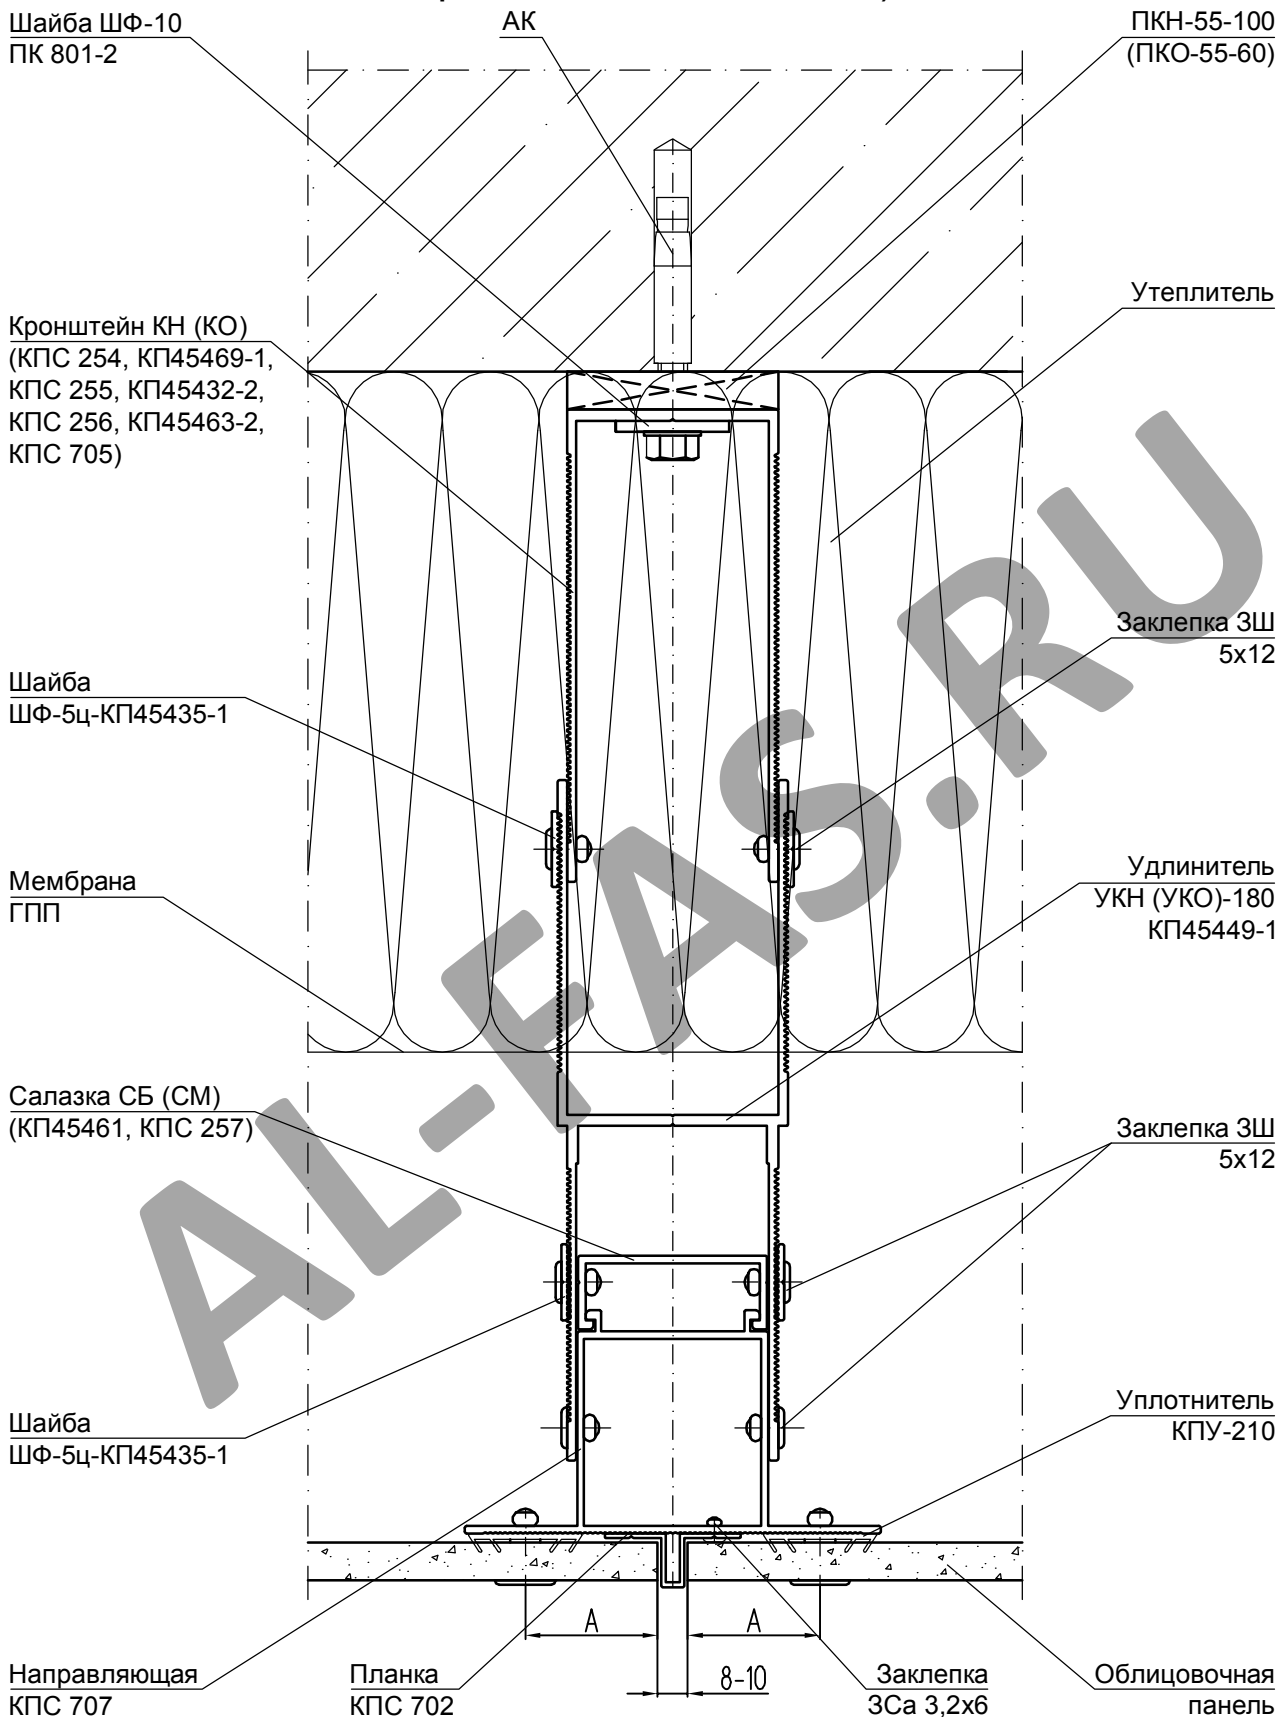 Шайба ШФ-10
ПК 801-2
АК
ПКН-55-100
(ПКО-55-60)
Утеплитель
Кронштейн КН (КО)
(КПС 254, КП45469-1,
КПС 255, КП45432-2,
КПС 256, КП45463-2,
КПС 705)
Заклепка ЗШ
5x12
Шайба
ШФ-5ц-КП45435-1
Мембрана
ГПП
Удлинитель
УКН (УКО)-180
КП45449-1
Салазка СБ (СМ)
(КП45461, КПС 257)
Заклепка ЗШ
5x12
Шайба
ШФ-5ц-КП45435-1
Уплотнитель
КПУ-210
A
A
8-10
Направляющая
КПС 707
Планка
КПС 702
Заклепка
ЗСа 3,2x6
Облицовочная
панель
AL-FAS.RU